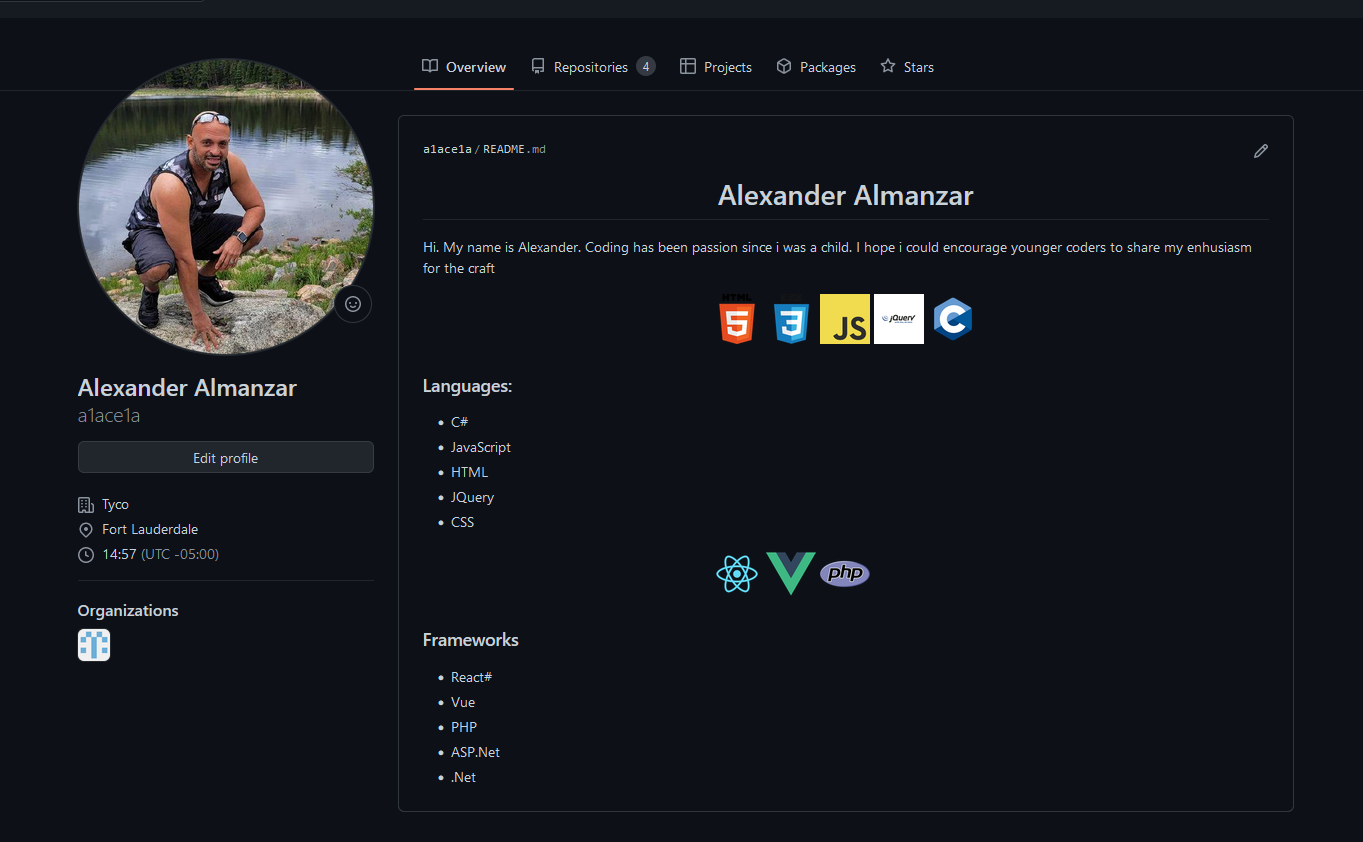 Overview
Repositories 4
Projects
Packages
Stars
a1ace1a/README.md
Alexander Almanzar
Hi. My name is Alexander. Coding has been passion since i was a child. I hope i could encourage younger coders to share my enhusiasm
for the craft
HTML
5
3
JS
jQuery
C
Languages:
C#
JavaScript
HTML
JQuery
CSS
php
Frameworks
React#
Vue
PHP
ASP.Net
.Net
Alexander Almanzar
a1ace1a
Edit profile
Tyco
Fort Lauderdale
14:57 (UTC -05:00)
Organizations